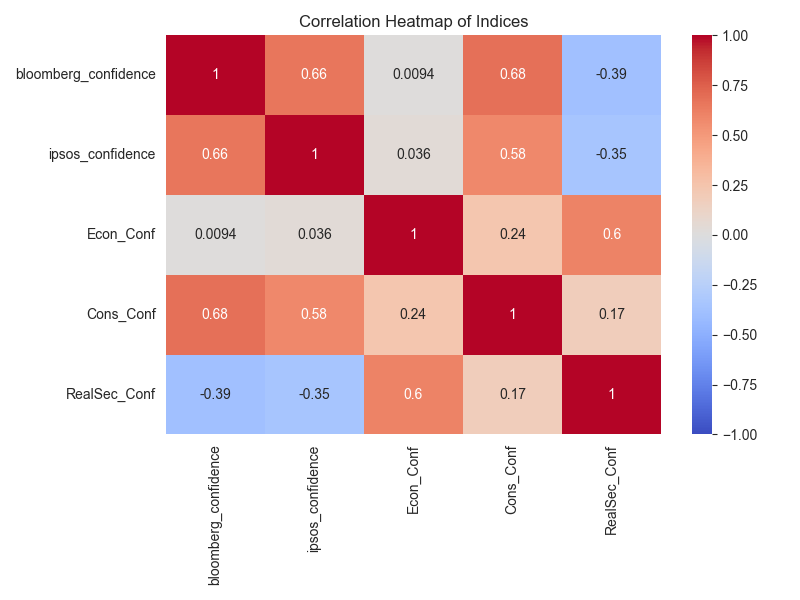 Correlation Heatmap of Indices
bloomberg_confidence 1 0.66 0.0094 0.68 -0.39
ipsos_confidence 0.66 1 0.036 0.58 -0.35
Econ_Conf 0.0094 0.036 1 0.24 0.6
Cons_Conf 0.68 0.58 0.24 1 0.17
RealSec_Conf -0.39 -0.35 0.6 0.17 1
bloomberg_confidence
ipsos_confidence
Econ_Conf
Cons_Conf
RealSec_Conf
1.00
0.75
0.50
0.25
0.00
−0.25
−0.50
−0.75
−1.00